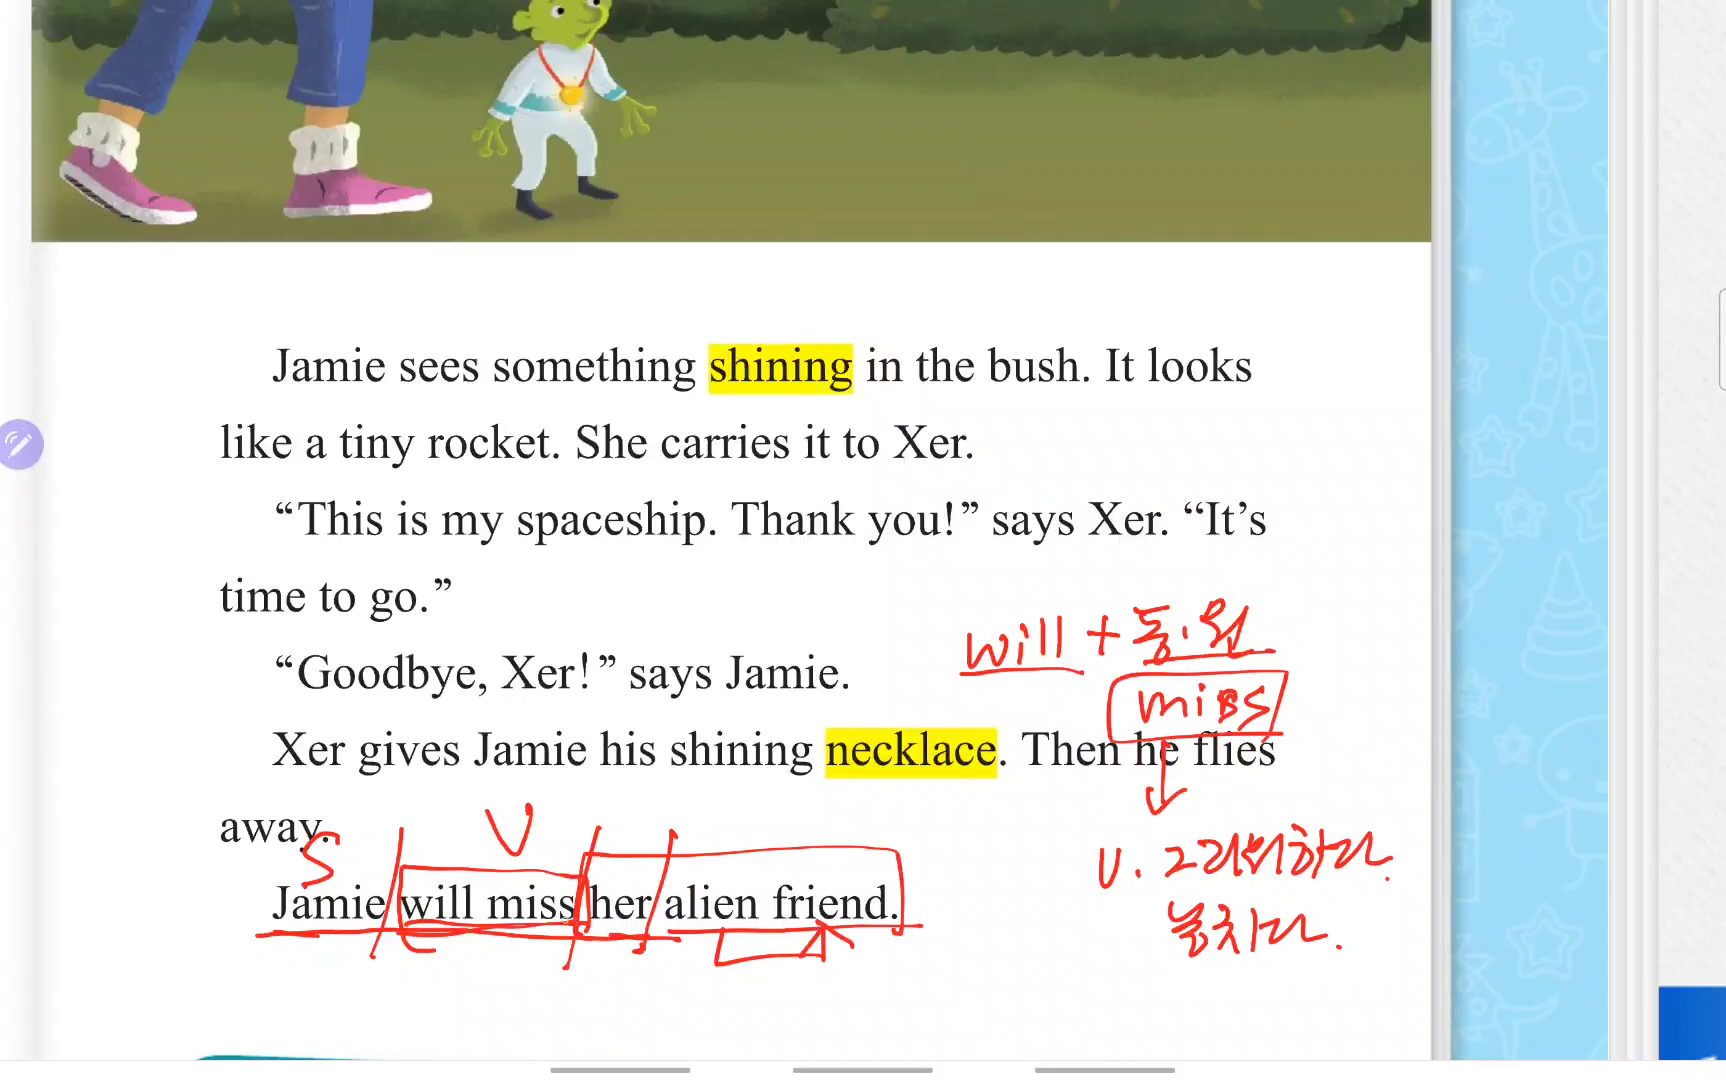 Jamie sees something shining in the bush. It looks
like a tiny rocket. She carries it to Xer.
“This is my spaceship. Thank you!” says Xer. “It’s
time to go.”
will + 동.원
“Goodbye, Xer!” says Jamie.
miss
Xer gives Jamie his shining necklace. Then he flies
away.
S V
V. 그리워하다.
Jamie will miss her alien friend.
놓치다.